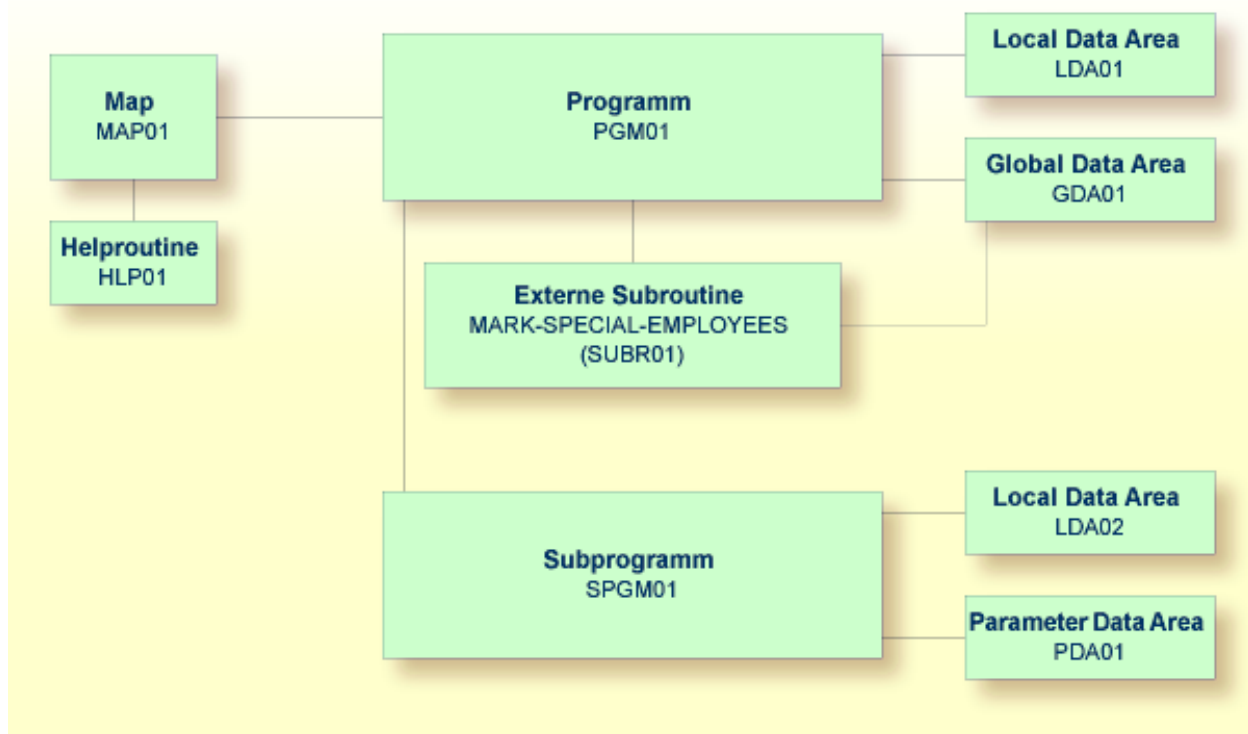 Map
MAP01
Helproutine
HLP01
Programm
PGM01
Local Data Area
LDA01
Global Data Area
GDA01
Externe Subroutine
MARK-SPECIAL-EMPLOYEES
(SUBR01)
Subprogramm
SPGM01
Local Data Area
LDA02
Parameter Data Area
PDA01